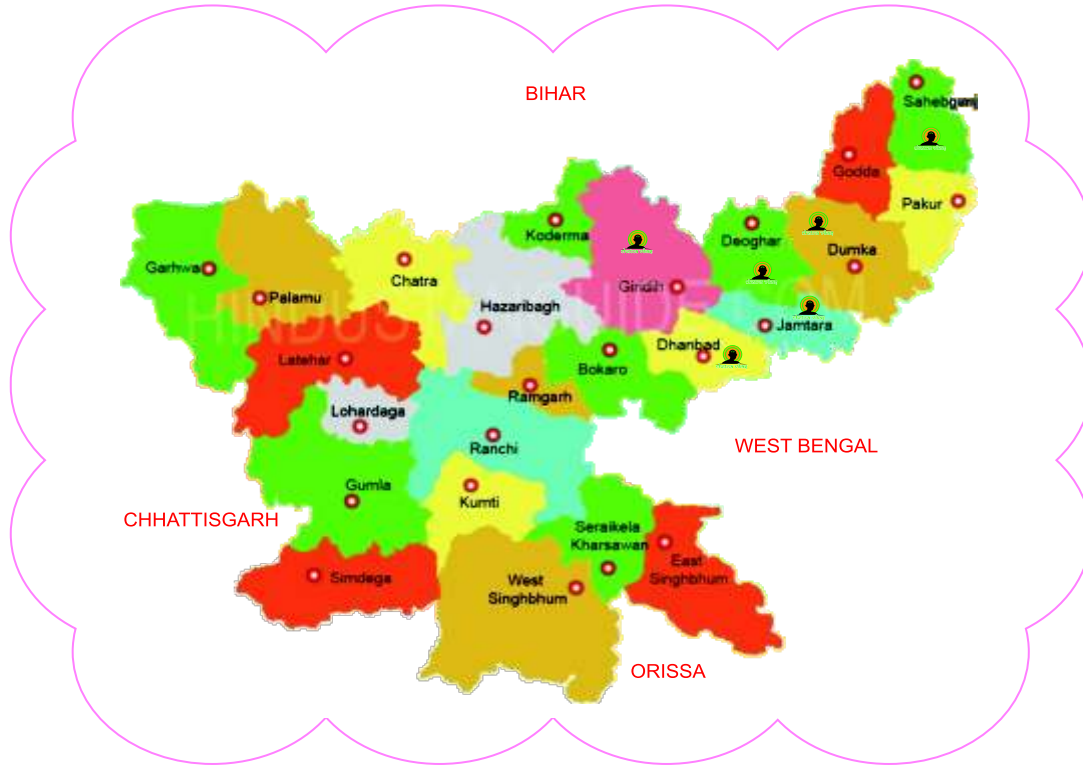 BIHAR
Sahebganj
Godda
Pakur
Koderma
Deoghar
Dumka
Garhwa
Chatra
Palamu
Giridih
Hazaribagh
Jamtara
Dhanbad
Latehar
Bokaro
Ramgarh
Lohardaga
WEST BENGAL
Ranchi
Gumla
Kumti
CHHATTISGARH
Seraikela
Kharsawan
East
Singhbhum
Simdega
West
Singhbhum
ORISSA